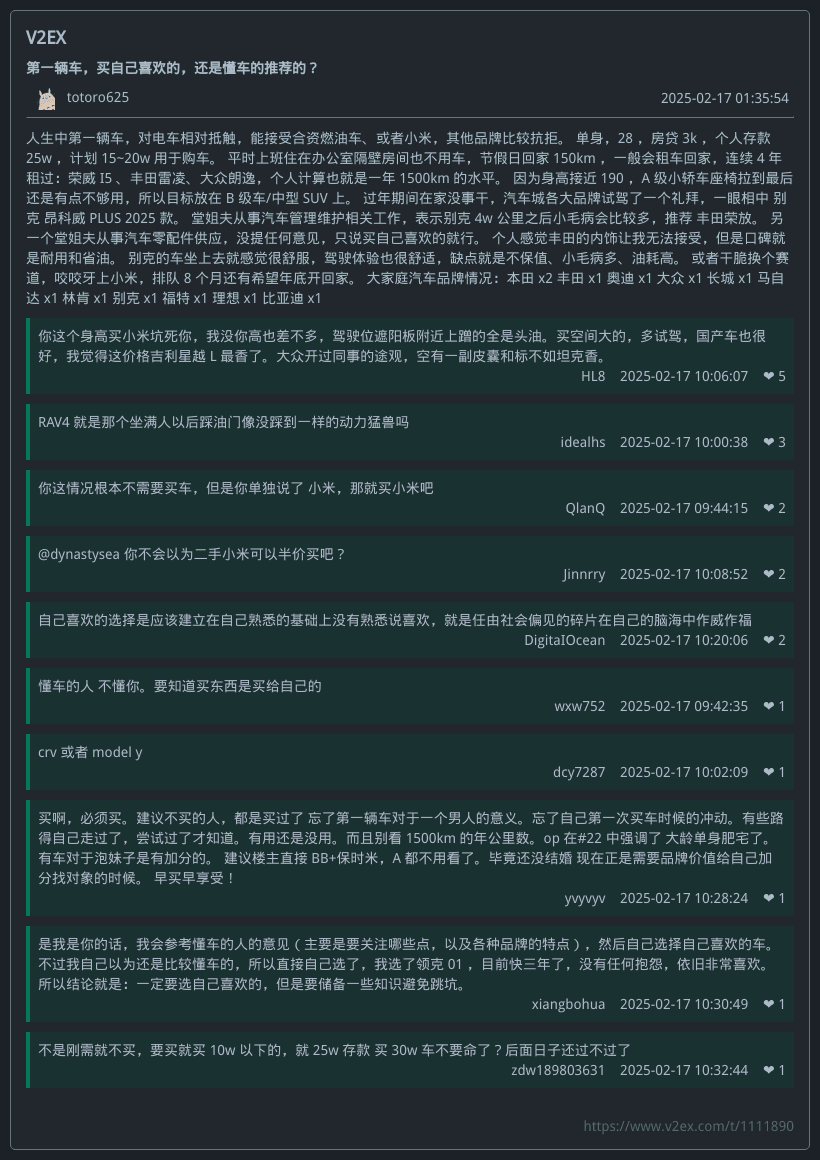 V2EX
第一辆车，买自己喜欢的，还是懂车的推荐的？
totoro625 2025-02-17 01:35:54
人生中第一辆车，对电车相对抵触，能接受合资燃油车、或者小米，其他品牌比较抗拒。 单身，28 ，房贷 3k ，个人存款
25w ，计划 15~20w 用于购车。 平时上班住在办公室隔壁房间也不用车，节假日回家 150km ，一般会租车回家，连续 4 年
租过：荣威 I5 、丰田雷凌、大众朗逸，个人计算也就是一年 1500km 的水平。 因为身高接近 190 ，A 级小轿车座椅拉到最后
还是有点不够用，所以目标放在 B 级车/中型 SUV 上。 过年期间在家没事干，汽车城各大品牌试驾了一个礼拜，一眼相中 别
克 昂科威 PLUS 2025 款。 堂姐夫从事汽车管理维护相关工作，表示别克 4w 公里之后小毛病会比较多，推荐 丰田荣放。 另
一个堂姐夫从事汽车零配件供应，没提任何意见，只说买自己喜欢的就行。 个人感觉丰田的内饰让我无法接受，但是口碑就
是耐用和省油。 别克的车坐上去就感觉很舒服，驾驶体验也很舒适，缺点就是不保值、小毛病多、油耗高。 或者干脆换个赛
道，咬咬牙上小米，排队 8 个月还有希望年底开回家。 大家庭汽车品牌情况：本田 x2 丰田 x1 奥迪 x1 大众 x1 长城 x1 马自
达 x1 林肯 x1 别克 x1 福特 x1 理想 x1 比亚迪 x1
你这个身高买小米坑死你，我没你高也差不多，驾驶位遮阳板附近上蹭的全是头油。买空间大的，多试驾，国产车也很
好，我觉得这价格吉利星越 L 最香了。大众开过同事的途观，空有一副皮囊和标不如坦克香。
HL8 2025-02-17 10:06:07 ❤ 5
RAV4 就是那个坐满人以后踩油门像没踩到一样的动力猛兽吗
idealhs 2025-02-17 10:00:38 ❤ 3
你这情况根本不需要买车，但是你单独说了 小米，那就买小米吧
QlanQ 2025-02-17 09:44:15 ❤ 2
@dynastysea 你不会以为二手小米可以半价买吧？
Jinnrry 2025-02-17 10:08:52 ❤ 2
自己喜欢的选择是应该建立在自己熟悉的基础上没有熟悉说喜欢，就是任由社会偏见的碎片在自己的脑海中作威作福
DigitaIOcean 2025-02-17 10:20:06 ❤ 2
懂车的人 不懂你。要知道买东西是买给自己的
wxw752 2025-02-17 09:42:35 ❤ 1
crv 或者 model y
dcy7287 2025-02-17 10:02:09 ❤ 1
买啊，必须买。建议不买的人，都是买过了 忘了第一辆车对于一个男人的意义。忘了自己第一次买车时候的冲动。有些路
得自己走过了，尝试过了才知道。有用还是没用。而且别看 1500km 的年公里数。op 在#22 中强调了 大龄单身肥宅了。
有车对于泡妹子是有加分的。 建议楼主直接 BB+保时米，A 都不用看了。毕竟还没结婚 现在正是需要品牌价值给自己加
分找对象的时候。 早买早享受！
yvyvyv 2025-02-17 10:28:24 ❤ 1
是我是你的话，我会参考懂车的人的意见（主要是要关注哪些点，以及各种品牌的特点），然后自己选择自己喜欢的车。
不过我自己以为还是比较懂车的，所以直接自己选了，我选了领克 01 ，目前快三年了，没有任何抱怨，依旧非常喜欢。
所以结论就是：一定要选自己喜欢的，但是要储备一些知识避免跳坑。
xiangbohua 2025-02-17 10:30:49 ❤ 1
不是刚需就不买，要买就买 10w 以下的，就 25w 存款 买 30w 车不要命了？后面日子还过不过了
zdw189803631 2025-02-17 10:32:44 ❤ 1
https://www.v2ex.com/t/1111890